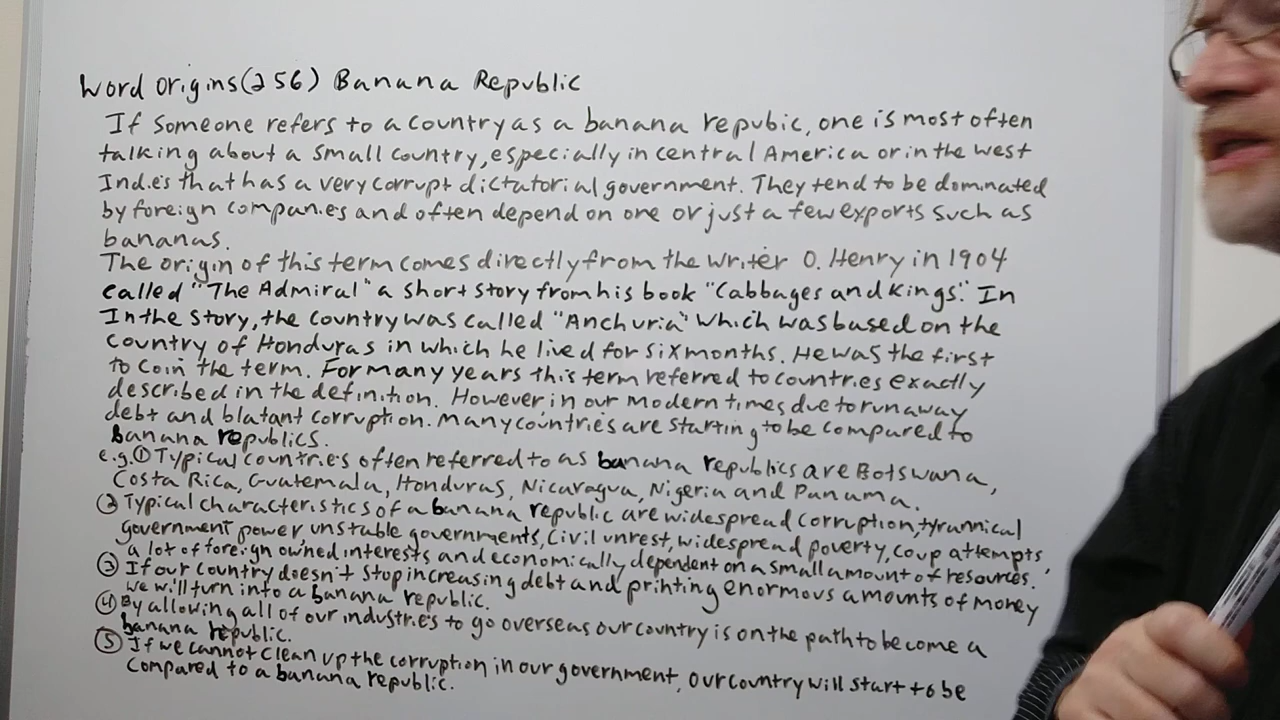 Word Origins(256) Banana Republic
If someone refers to a country as a banana repubic, one is most often
talking about a small country, especially in central America or in the west
Indies that has a very corrupt dictatorial government. They tend to be dominated
by foreign companies and often depend on one or just a few exports such as
bananas.
The origin of this term comes directly from the writer O. Henry in 1904
called "The Admiral" a short story from his book "Cabbages and Kings". In
In the story, the country was called "Anchuria" which was based on the
country of Honduras in which he lived for six months. He was the first
to coin the term. For many years this term referred to countries exactly
described in the definition. However, in our modern times due to runaway
debt and blatant corruption. Many countries are starting to be compared to
banana republics.
e.g. ① Typical countries often referred to as banana republics are Botswana,
Costa Rica, Guatemala, Honduras, Nicaragua, Nigeria and Panama.
② Typical characteristics of a banana republic are widespread corruption, tyrannical
government power, unstable governments, civil unrest, widespread poverty, coup attempts,
a lot of foreign owned interests and economically dependent on a small amount of resources.
③ If our country doesn't stop increasing debt and printing enormous amounts of money
we will turn into a banana republic.
④ By allowing all of our industries to go overseas our country is on the path to become a
banana republic.
⑤ If we cannot clean up the corruption in our government, our country will start to be
compared to a banana republic.